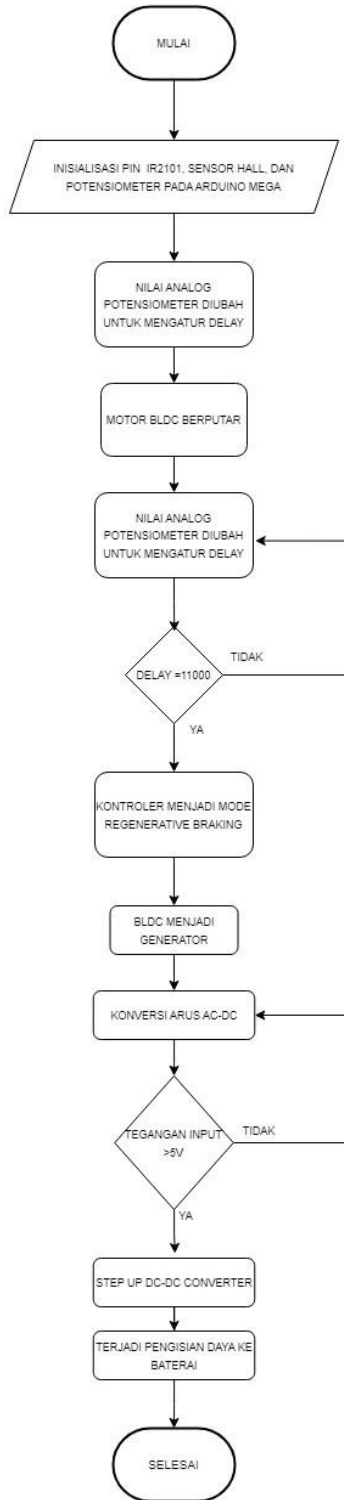 MULAI
INISIALISASI PIN IR2101, SENSOR HALL, DAN
POTENSIOMETER PADA ARDUINO MEGA
NILAI ANALOG
POTENSIOMETER DIUBAH
UNTUK MENGATUR DELAY
MOTOR BLDC BERPUTAR
NILAI ANALOG
POTENSIOMETER DIUBAH
UNTUK MENGATUR DELAY
DELAY =11000
TIDAK
YA
KONTROLER MENJADI MODE
REGENERATIVE BRAKING
BLDC MENJADI
GENERATOR
KONVERSI ARUS AC-DC
TEGANGAN INPUT
>5V
TIDAK
YA
STEP UP DC-DC CONVERTER
TERJADI PENGISIAN DAYA KE
BATERAI
SELESAI